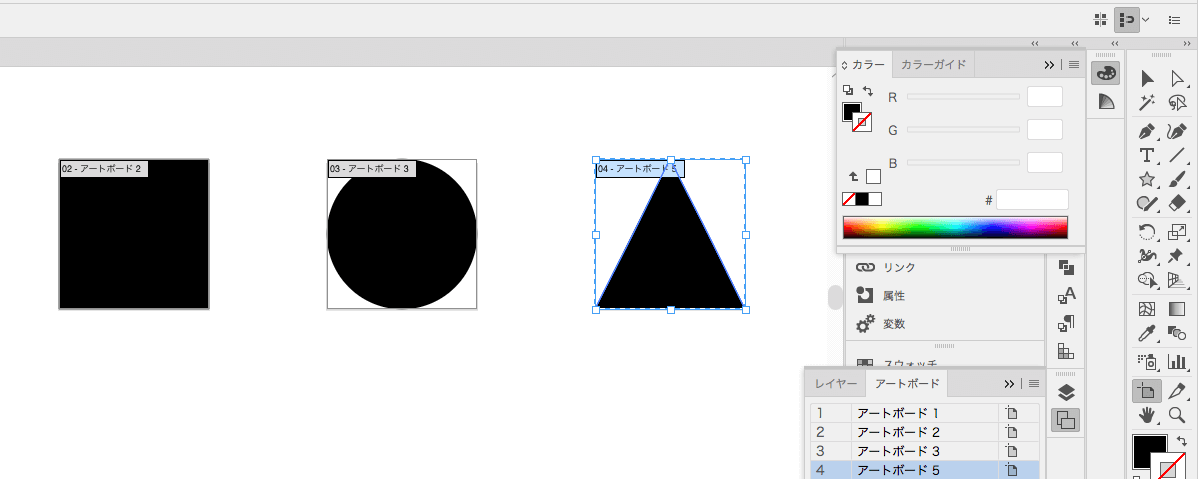 カラー
カラーガイド
R
G
B
#
02 - アートボード 2
03 - アートボード 3
04 - アートボード 5
リンク
属性
変数
スウォッチ
レイヤー
アートボード
1 アートボード 1
2 アートボード 2
3 アートボード 3
4 アートボード 5